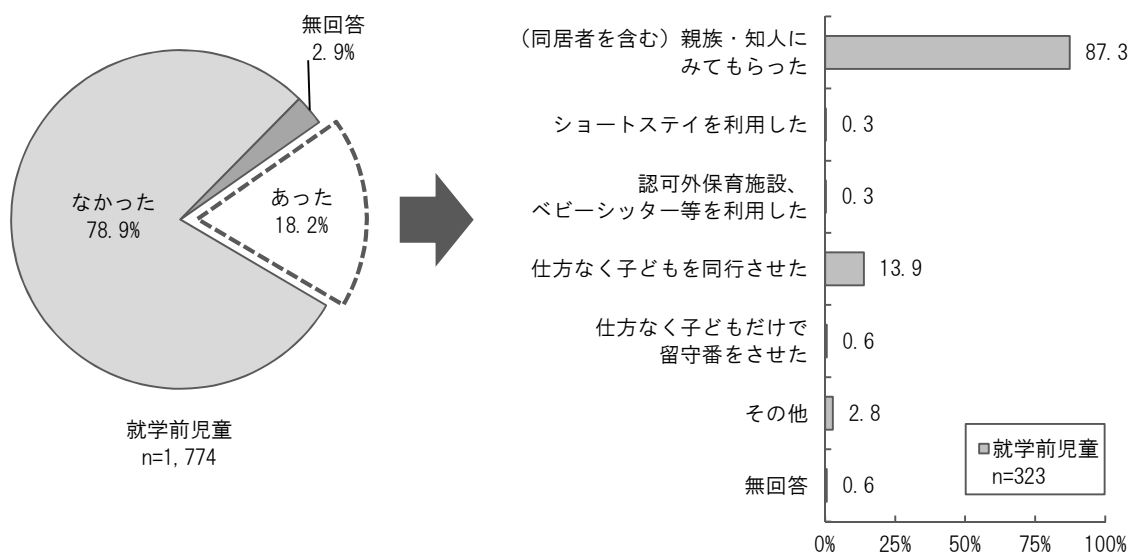 無回答
2.9%
なかった
78.9%
あった
18.2%
就学前児童
n=1,774
（同居者を含む）親族・知人に
みてもらった
87.3
ショートステイを利用した
0.3
認可外保育施設、
ベビーシッター等を利用した
0.3
仕方なく子どもを同行させた
13.9
仕方なく子どもだけで
留守番をさせた
0.6
その他
2.8
無回答
0.6
就学前児童
n=323
0% 25% 50% 75% 100%